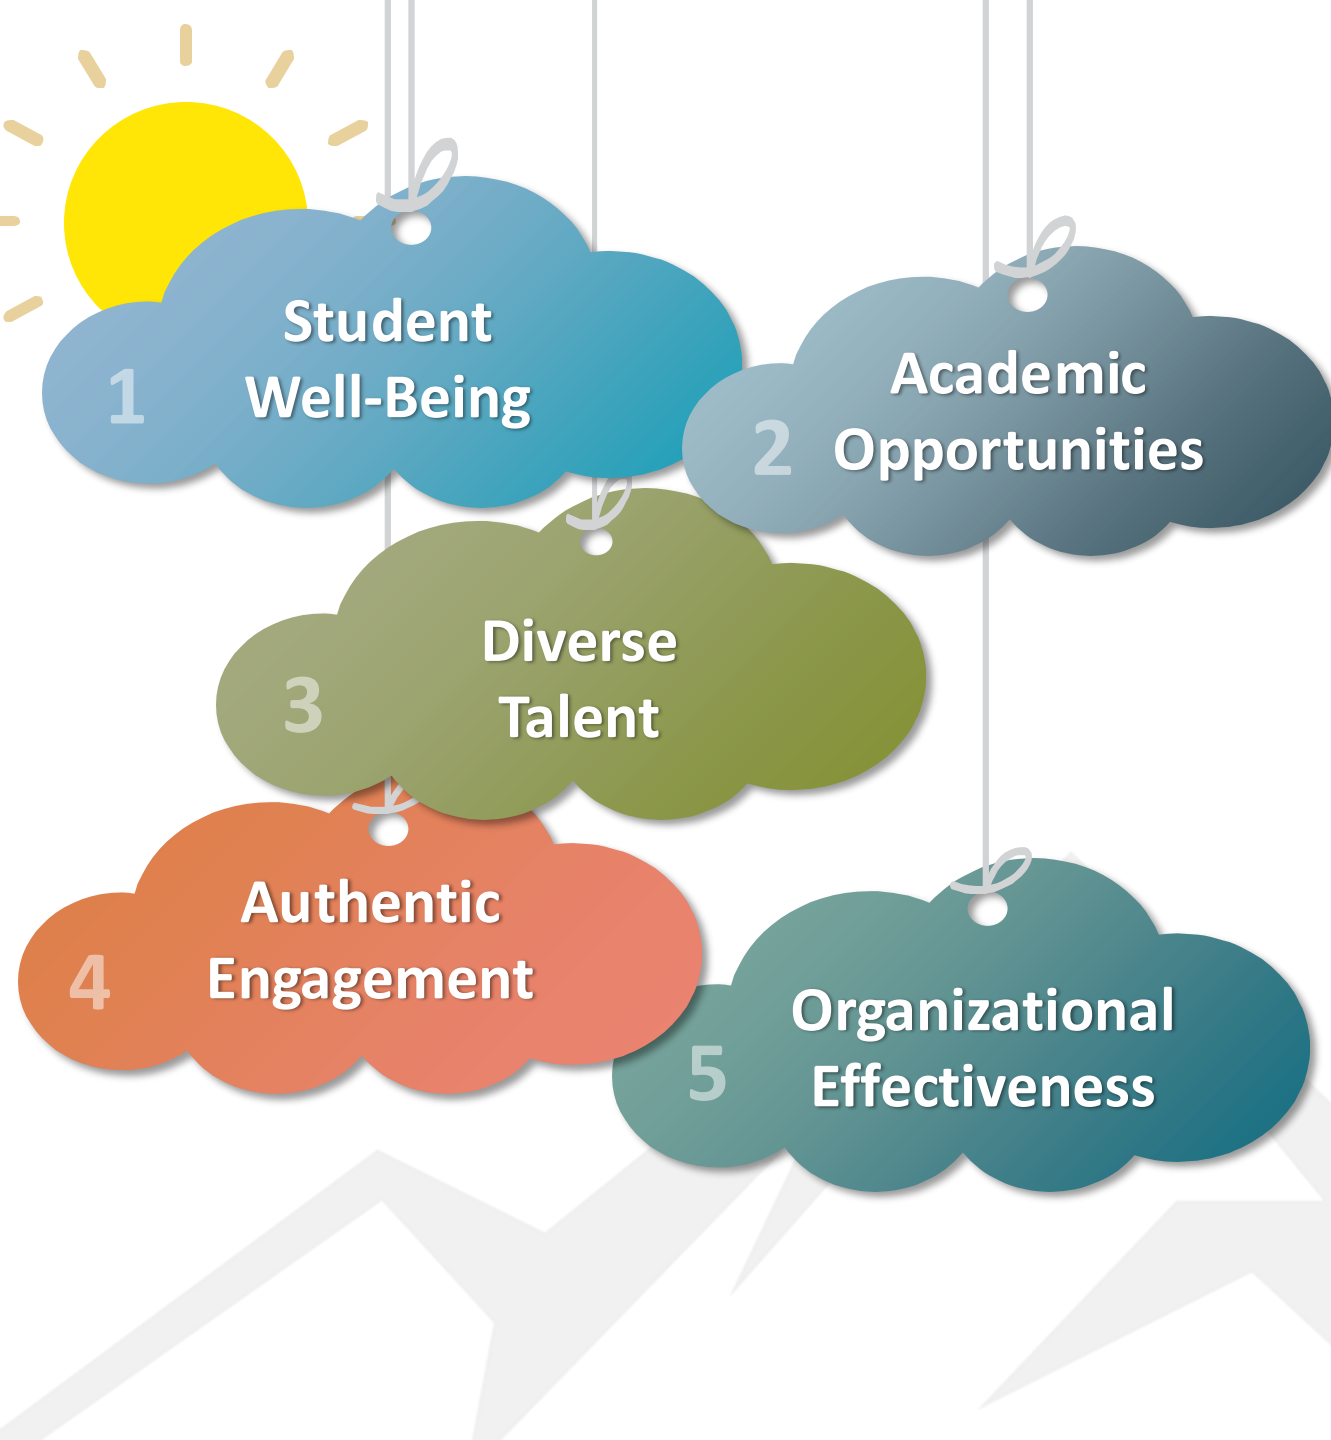 Student
Well-Being
1
Academic
Opportunities
2
Diverse
Talent
3
Authentic
Engagement
4
Organizational
Effectiveness
5